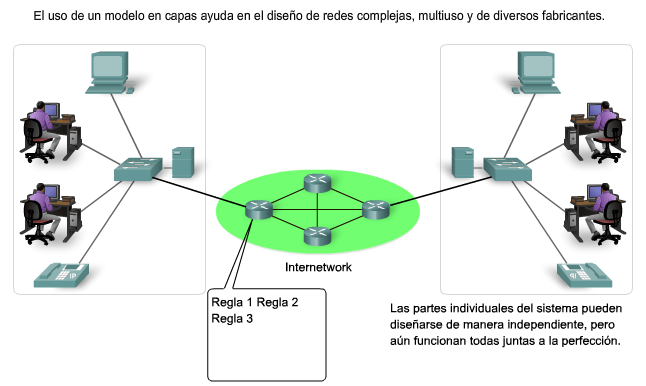 El uso de un modelo en capas ayuda en el diseño de redes complejas, multiuso y de diversos fabricantes.
Internetwork
Regla 1 Regla 2
Regla 3
Las partes individuales del sistema pueden
diseñarse de manera independiente, pero
aún funcionan todas juntas a la perfección.